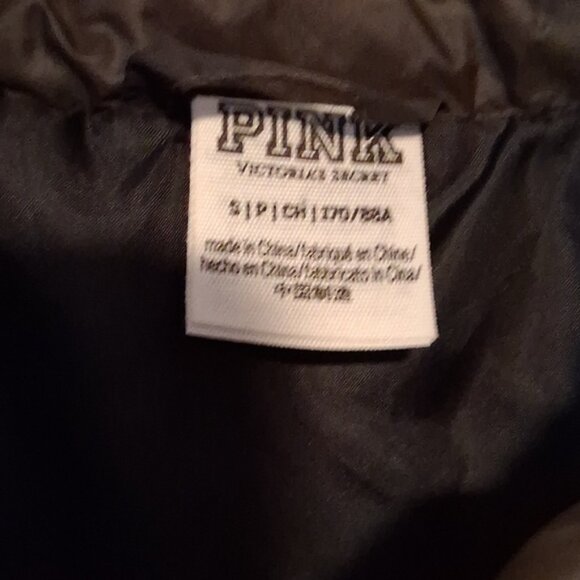 PINK
VICTORIA'S SECRET
S | P | CH | 170/88A
made in China/fabriqué en Chine/
hecho en China/fabbricato in Cina/